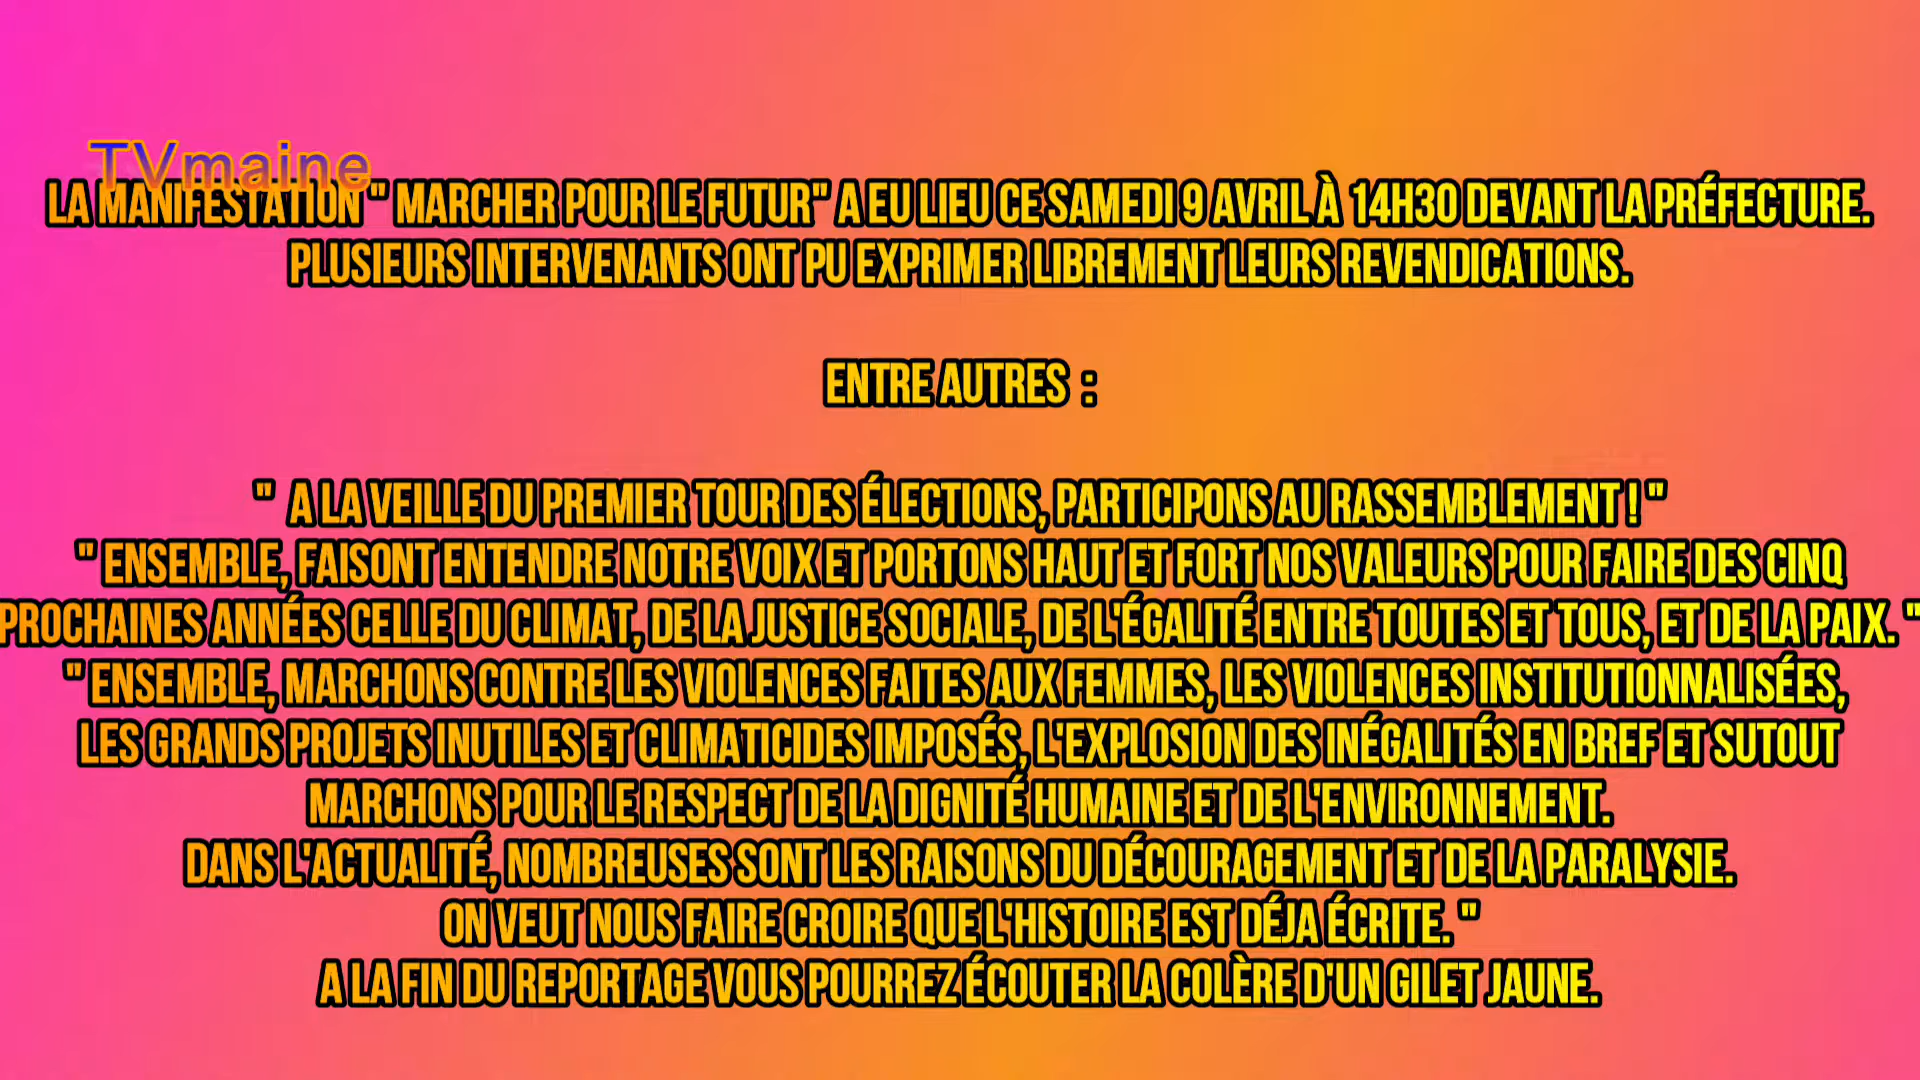 TVmaine
LA MANIFESTATION " MARCHER POUR LE FUTUR" A EU LIEU CE SAMEDI 9 AVRIL À 14H30 DEVANT LA PRÉFECTURE.
PLUSIEURS INTERVENANTS ONT PU EXPRIMER LIBREMENT LEURS REVENDICATIONS.
ENTRE AUTRES :
" A LA VEILLE DU PREMIER TOUR DES ÉLECTIONS, PARTICIPONS AU RASSEMBLEMENT ! "
" ENSEMBLE, FAISONT ENTENDRE NOTRE VOIX ET PORTONS HAUT ET FORT NOS VALEURS POUR FAIRE DES CINQ
PROCHAINES ANNÉES CELLE DU CLIMAT, DE LA JUSTICE SOCIALE, DE L'ÉGALITÉ ENTRE TOUTES ET TOUS, ET DE LA PAIX. "
" ENSEMBLE, MARCHONS CONTRE LES VIOLENCES FAITES AUX FEMMES, LES VIOLENCES INSTITUTIONNALISÉES,
LES GRANDS PROJETS INUTILES ET CLIMATICIDES IMPOSÉS, L'EXPLOSION DES INÉGALITÉS EN BREF ET SUTOUT
MARCHONS POUR LE RESPECT DE LA DIGNITÉ HUMAINE ET DE L'ENVIRONNEMENT.
DANS L'ACTUALITÉ, NOMBREUSES SONT LES RAISONS DU DÉCOURAGEMENT ET DE LA PARALYSIE.
ON VEUT NOUS FAIRE CROIRE QUE L'HISTOIRE EST DÉJA ÉCRITE. "
A LA FIN DU REPORTAGE VOUS POURREZ ÉCOUTER LA COLÈRE D'UN GILET JAUNE.